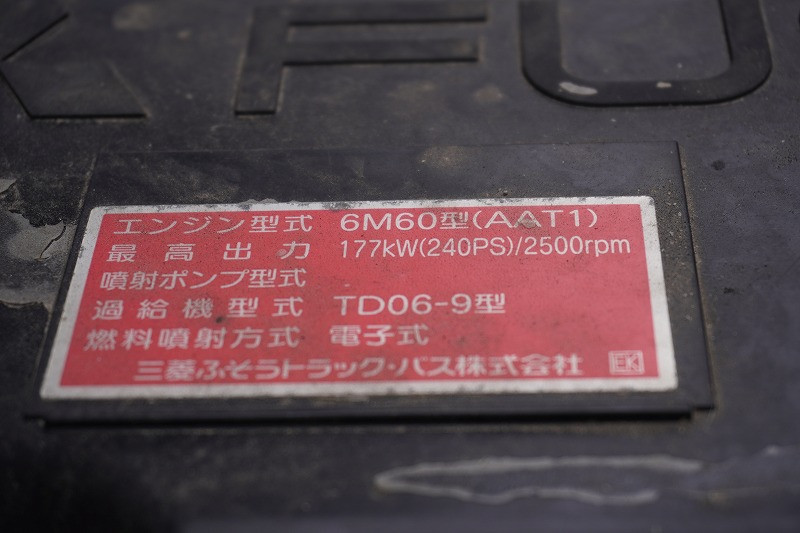 FU
エンジン型式 6M60型(AAT1)
最高出力 177kW(240PS)/2500rpm
噴射ポンプ型式
過給機型式 TD06-9型
燃料噴射方式 電子式
三菱ふそうトラック・バス株式会社 EK